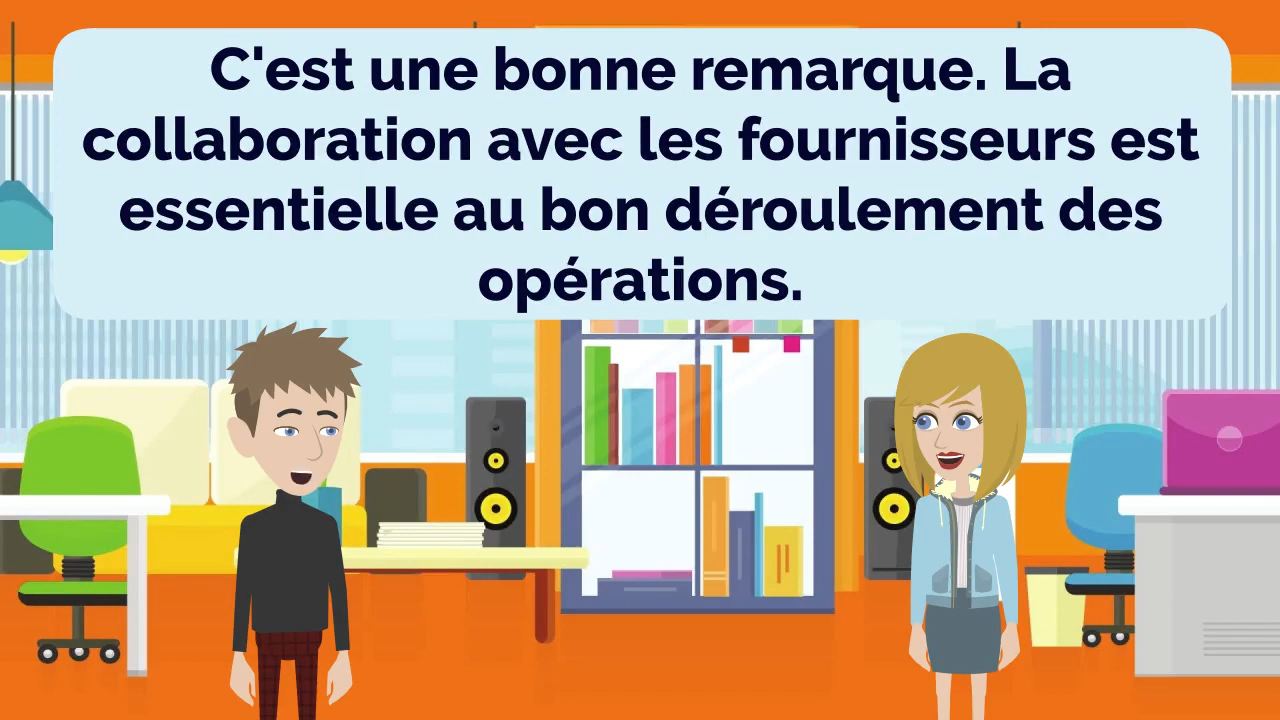 C'est une bonne remarque. La
collaboration avec les fournisseurs est
essentielle au bon déroulement des
opérations.